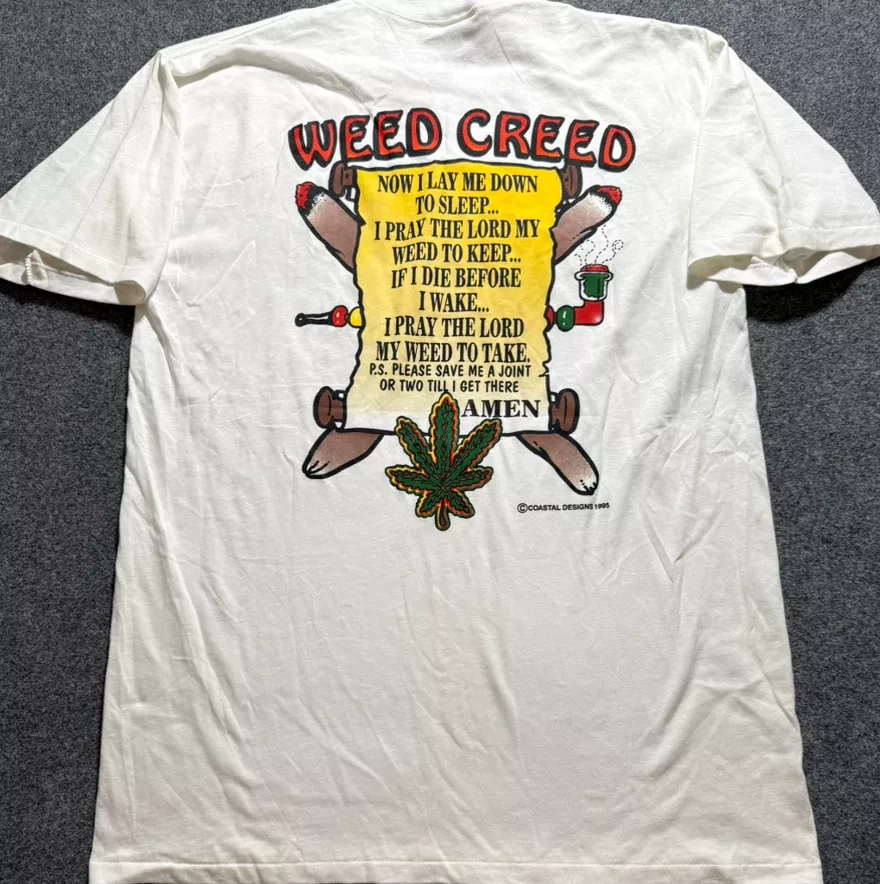 WEED CREED
NOW I LAY ME DOWN
TO SLEEP...
I PRAY THE LORD MY
WEED TO KEEP...
IF I DIE BEFORE
I WAKE...
I PRAY THE LORD
MY WEED TO TAKE.
P.S. PLEASE SAVE ME A JOINT
OR TWO TILL I GET THERE
AMEN
©COASTAL DESIGNS 1995